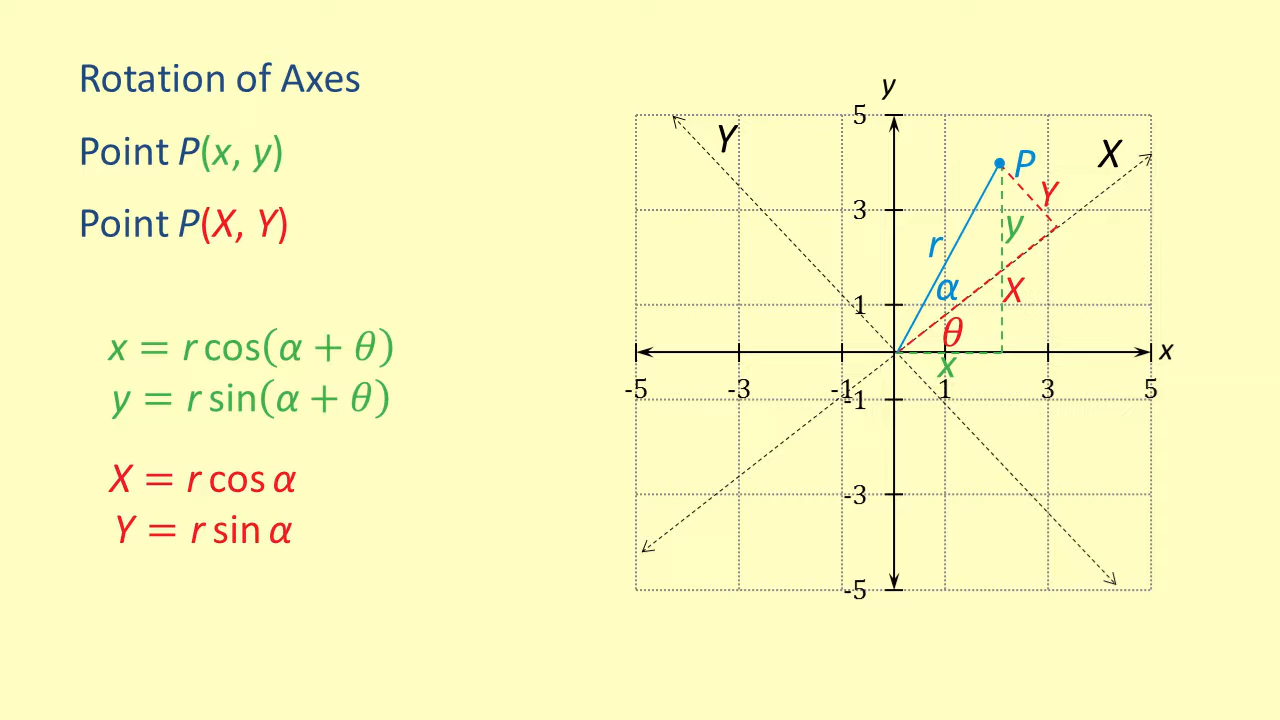 Rotation of Axes
Point P(x, y)
Point P(X, Y)
x = r cos(α + θ)
y = r sin(α + θ)
X = r cos α
Y = r sin α
y
5
Y
X
P
Y
3
y
r
α
X
1
θ
x
x
-5 -3 -1 1 3 5
-1
-3
-5